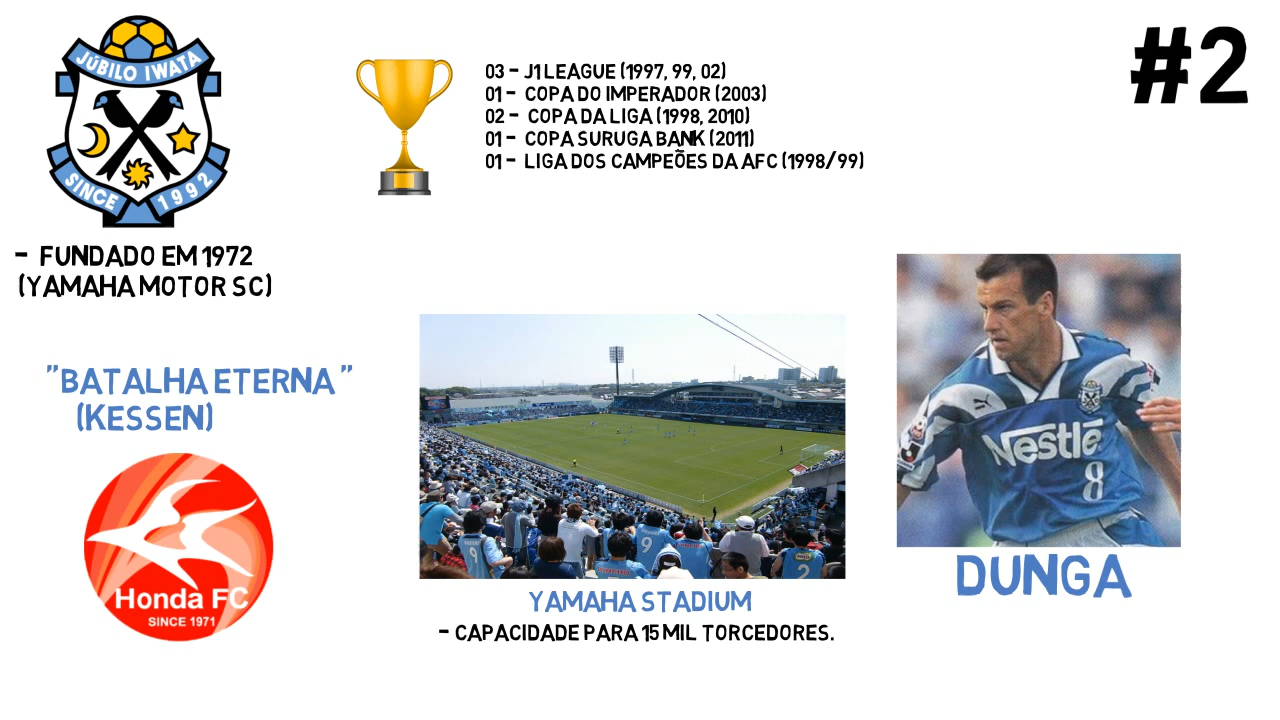 #2
JÚBILO IWATA
SINCE 1992
03 - J1 LEAGUE (1997, 99, 02)
01 - COPA DO IMPERADOR (2003)
02 - COPA DA LIGA (1998, 2010)
01 - COPA SURUGA BANK (2011)
01 - LIGA DOS CAMPEÕES DA AFC (1998/99)
- FUNDADO EM 1972
(YAMAHA MOTOR SC)
"BATALHA ETERNA"
(KESSEN)
Honda FC
SINCE 1971
9
9
2
YAMAHA STADIUM
- CAPACIDADE PARA 15 MIL TORCEDORES.
Nestlé
8
DUNGA